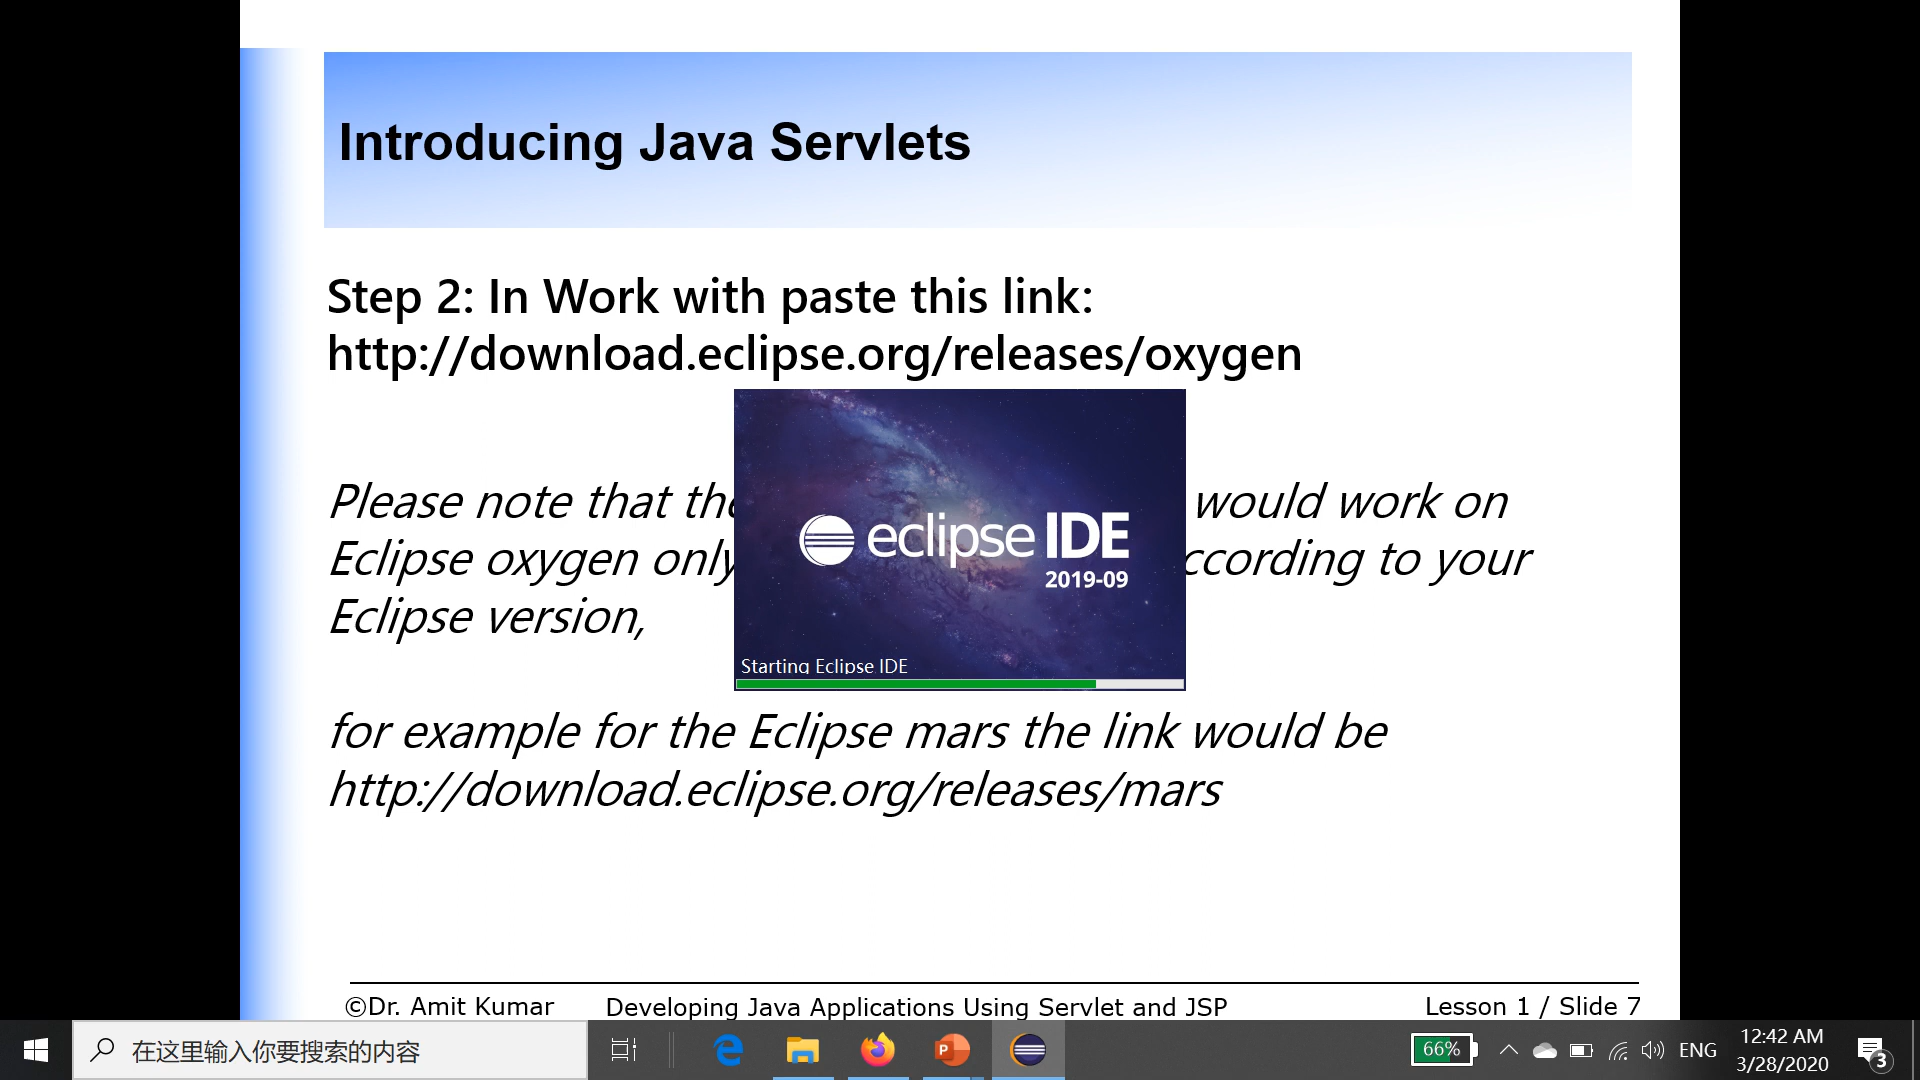 Introducing Java Servlets
Step 2: In Work with paste this link:
http://download.eclipse.org/releases/oxygen
Please note that
would work on
Eclipse oxygen
according to your
Eclipse version,
eclipse IDE
2019-09
Starting Eclipse IDE
for example for the Eclipse mars the link would be
http://download.eclipse.org/releases/mars
©Dr. Amit Kumar
Developing Java Applications Using Servlet and JSP
Lesson 1 / Slide 7
在这里输入你要搜索的内容
P
66%
ENG
12:42 AM
3/28/2020
3